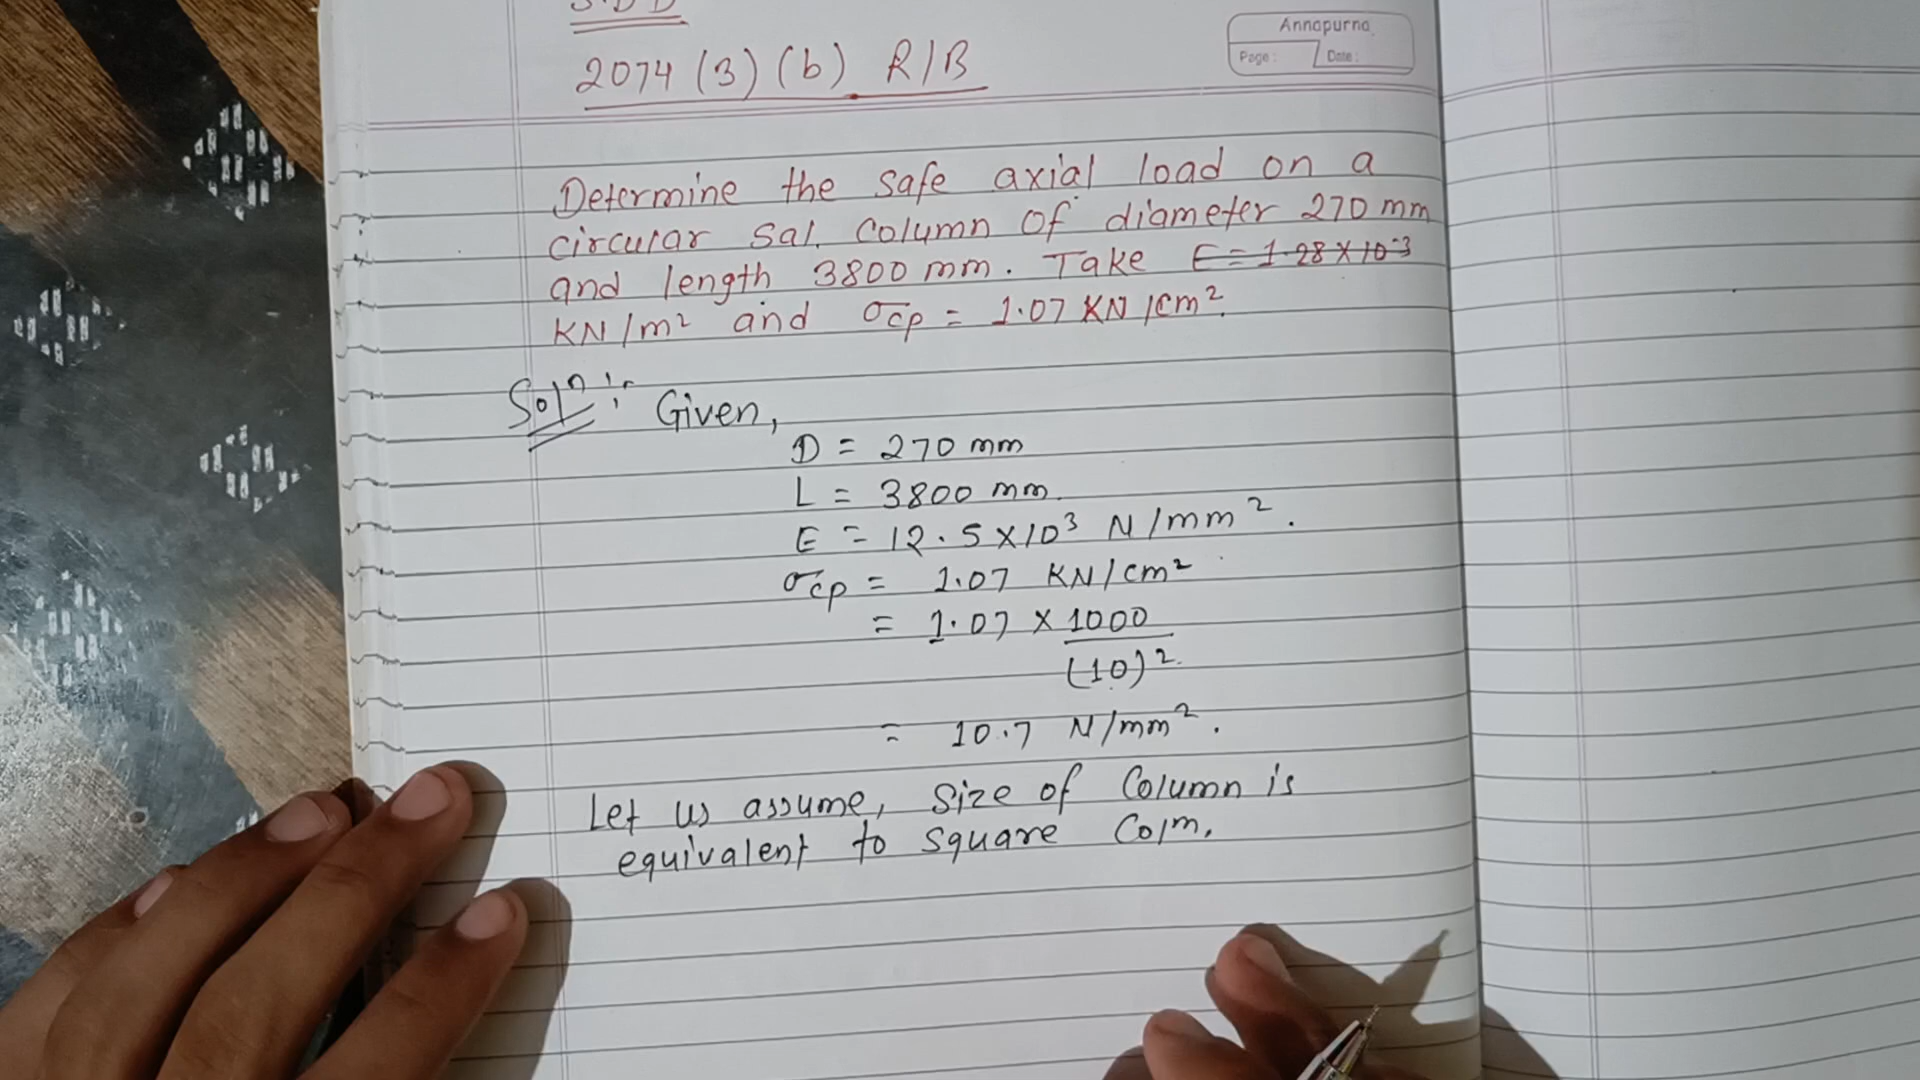 S.D.D
2074 (3) (b) R/B
Annapurna
Page: Date:
Determine the safe axial load on a
circular sal. column of diameter 270 mm
and length 3800 mm. Take E = 1.28 × 10-3
KN/m² and σcp = 1.07 KN/cm².
Solⁿ:- Given,
D = 270 mm
L = 3800 mm.
E = 12.5 × 10³ N/mm².
σcp = 1.07 KN/cm²
= 1.07 × 1000
(10)².
= 10.7 N/mm².
Let us assume, size of column is
equivalent to square Colm.